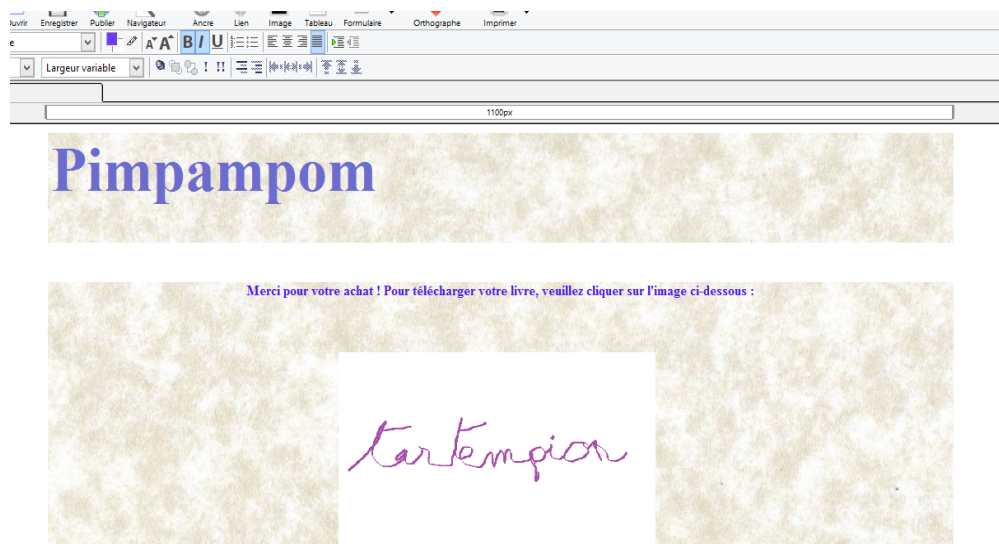 Ouvrir Enregistrer Publier Navigateur Ancre Lien Image Tableau Formulaire Orthographe Imprimer
A A B I U
Largeur variable ! !!
1100px
Pimpampom
Merci pour votre achat ! Pour télécharger votre livre, veuillez cliquer sur l'image ci-dessous :
tartempion